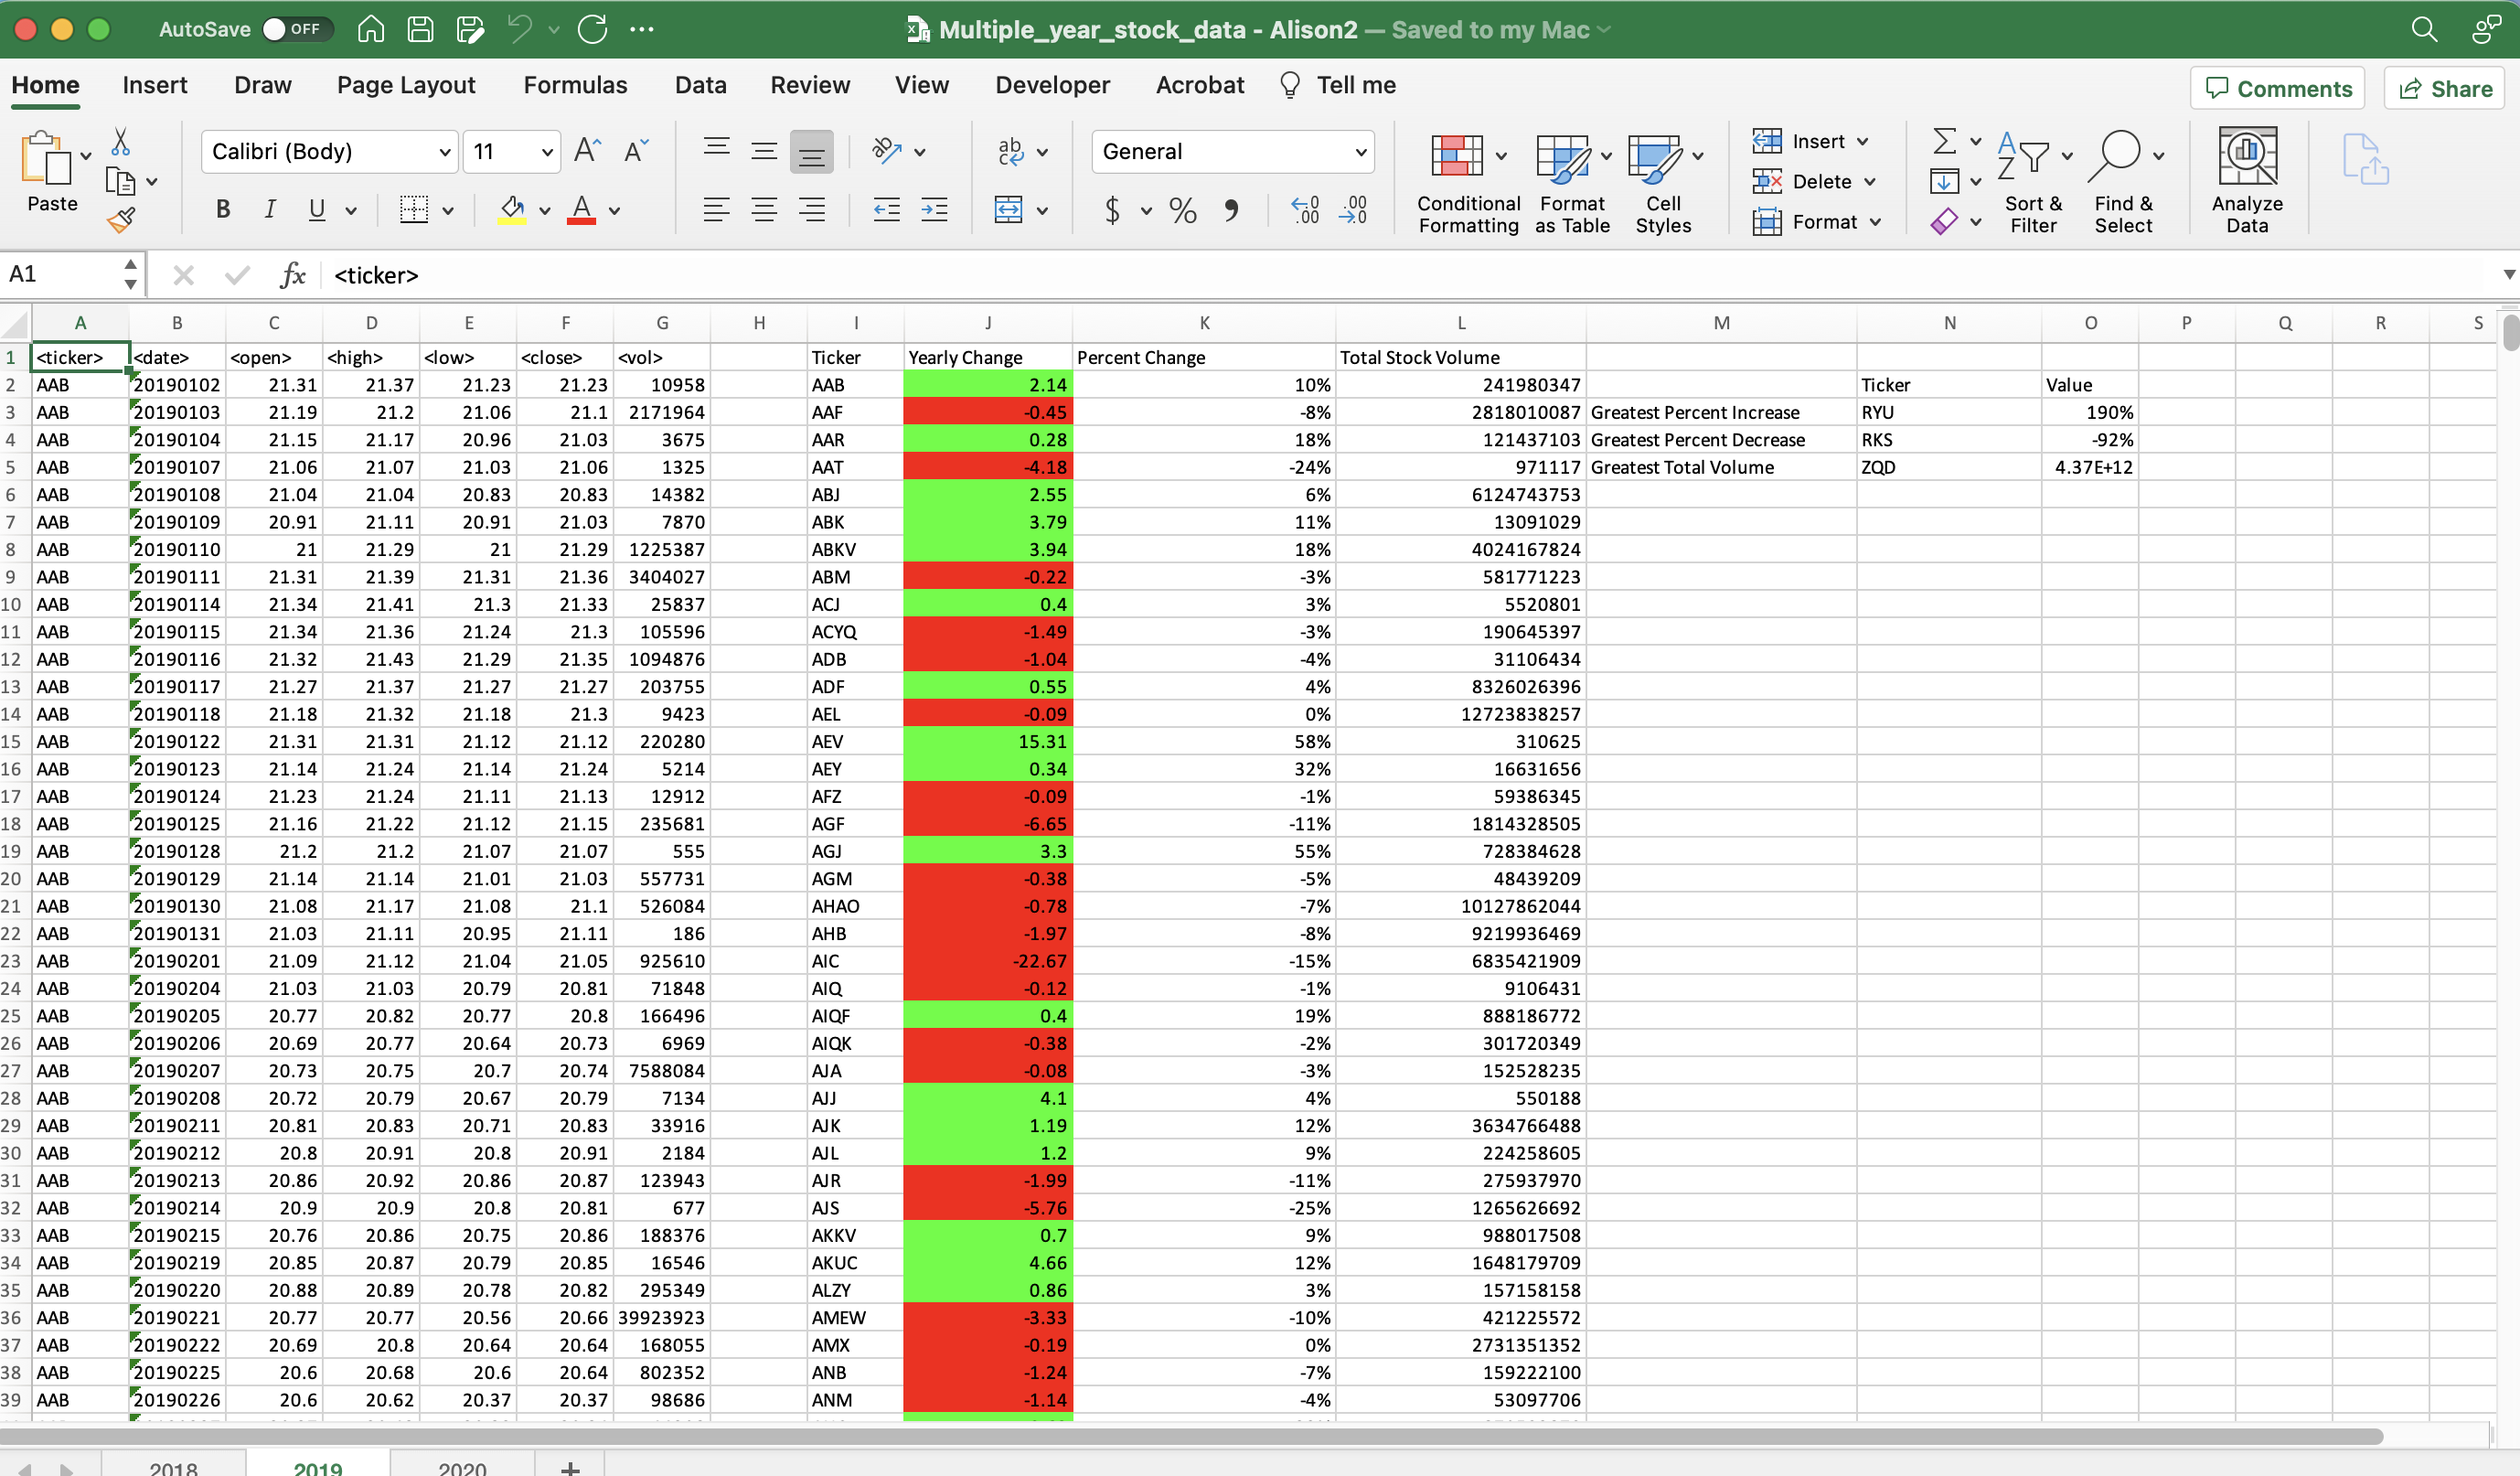 AutoSave OFF Multiple_year_stock_data - Alison2 — Saved to my Mac
Home Insert Draw Page Layout Formulas Data Review View Developer Acrobat Tell me Comments Share
Calibri (Body) 11 General Insert
Delete
Format
Paste Conditional Formatting Format as Table Cell Styles Sort & Filter Find & Select Analyze Data
A1 fx <ticker>
A B C D E F G H I J K L M N O P Q R S
1 <ticker> <date> <open> <high> <low> <close> <vol> Ticker Yearly Change Percent Change Total Stock Volume
2 AAB 20190102 21.31 21.37 21.23 21.23 10958 AAB 2.14 10% 241980347 Ticker Value
3 AAB 20190103 21.19 21.2 21.06 21.1 2171964 AAF -0.45 -8% 2818010087 Greatest Percent Increase RYU 190%
4 AAB 20190104 21.15 21.17 20.96 21.03 3675 AAR 0.28 18% 121437103 Greatest Percent Decrease RKS -92%
5 AAB 20190107 21.06 21.07 21.03 21.06 1325 AAT -4.18 -24% 971117 Greatest Total Volume ZQD 4.37E+12
6 AAB 20190108 21.04 21.04 20.83 20.83 14382 ABJ 2.55 6% 6124743753
7 AAB 20190109 20.91 21.11 20.91 21.03 7870 ABK 3.79 11% 13091029
8 AAB 20190110 21 21.29 21 21.29 1225387 ABKV 3.94 18% 4024167824
9 AAB 20190111 21.31 21.39 21.31 21.36 3404027 ABM -0.22 -3% 581771223
10 AAB 20190114 21.34 21.41 21.3 21.33 25837 ACJ 0.4 3% 5520801
11 AAB 20190115 21.34 21.36 21.24 21.3 105596 ACYQ -1.49 -3% 190645397
12 AAB 20190116 21.32 21.43 21.29 21.35 1094876 ADB -1.04 -4% 31106434
13 AAB 20190117 21.27 21.37 21.27 21.27 203755 ADF 0.55 4% 8326026396
14 AAB 20190118 21.18 21.32 21.18 21.3 9423 AEL -0.09 0% 12723838257
15 AAB 20190122 21.31 21.31 21.12 21.12 220280 AEV 15.31 58% 310625
16 AAB 20190123 21.14 21.24 21.14 21.24 5214 AEY 0.34 32% 16631656
17 AAB 20190124 21.23 21.24 21.11 21.13 12912 AFZ -0.09 -1% 59386345
18 AAB 20190125 21.16 21.22 21.12 21.15 235681 AGF -6.65 -11% 1814328505
19 AAB 20190128 21.2 21.2 21.07 21.07 555 AGJ 3.3 55% 728384628
20 AAB 20190129 21.14 21.14 21.01 21.03 557731 AGM -0.38 -5% 48439209
21 AAB 20190130 21.08 21.17 21.08 21.1 526084 AHAO -0.78 -7% 10127862044
22 AAB 20190131 21.03 21.11 20.95 21.11 186 AHB -1.97 -8% 9219936469
23 AAB 20190201 21.09 21.12 21.04 21.05 925610 AIC -22.67 -15% 6835421909
24 AAB 20190204 21.03 21.03 20.79 20.81 71848 AIQ -0.12 -1% 9106431
25 AAB 20190205 20.77 20.82 20.77 20.8 166496 AIQF 0.4 19% 888186772
26 AAB 20190206 20.69 20.77 20.64 20.73 6969 AIQK -0.38 -2% 301720349
27 AAB 20190207 20.73 20.75 20.7 20.74 7588084 AJA -0.08 -3% 152528235
28 AAB 20190208 20.72 20.79 20.67 20.79 7134 AJJ 4.1 4% 550188
29 AAB 20190211 20.81 20.83 20.71 20.83 33916 AJK 1.19 12% 3634766488
30 AAB 20190212 20.8 20.91 20.8 20.91 2184 AJL 1.2 9% 224258605
31 AAB 20190213 20.86 20.92 20.86 20.87 123943 AJR -1.99 -11% 275937970
32 AAB 20190214 20.9 20.9 20.8 20.81 677 AJS -5.76 -25% 1265626692
33 AAB 20190215 20.76 20.86 20.75 20.86 188376 AKKV 0.7 9% 988017508
34 AAB 20190219 20.85 20.87 20.79 20.85 16546 AKUC 4.66 12% 1648179709
35 AAB 20190220 20.88 20.89 20.78 20.82 295349 ALZY 0.86 3% 157158158
36 AAB 20190221 20.77 20.77 20.56 20.66 39923923 AMEW -3.33 -10% 421225572
37 AAB 20190222 20.69 20.8 20.64 20.64 168055 AMX -0.19 0% 2731351352
38 AAB 20190225 20.6 20.68 20.6 20.64 802352 ANB -1.24 -7% 159222100
39 AAB 20190226 20.6 20.62 20.37 20.37 98686 ANM -1.14 -4% 53097706
2018 2019 2020 +